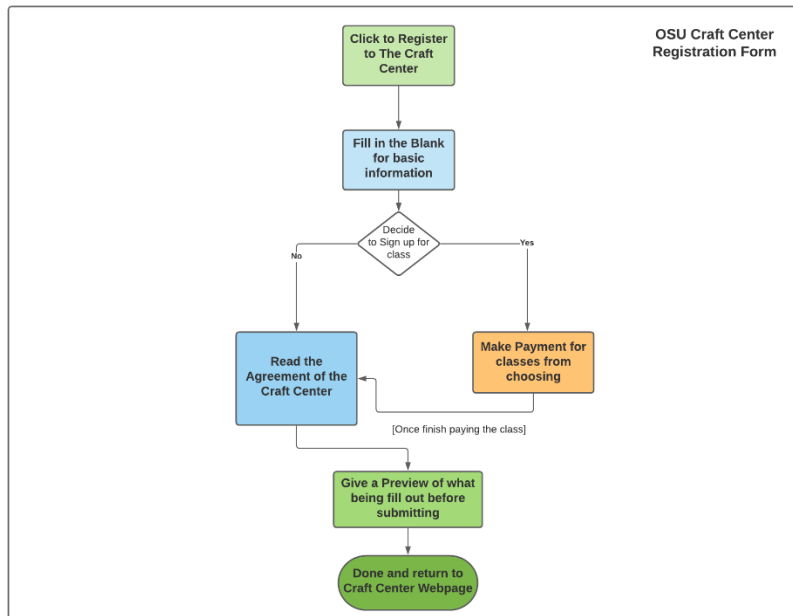 OSU Craft Center
Registration Form
Click to Register
to The Craft
Center
Fill in the Blank
for basic
information
Decide
to Sign up for
class
No
Yes
Read the
Agreement of the
Craft Center
Make Payment for
classes from
choosing
[Once finish paying the class]
Give a Preview of what
being fill out before
submitting
Done and return to
Craft Center Webpage